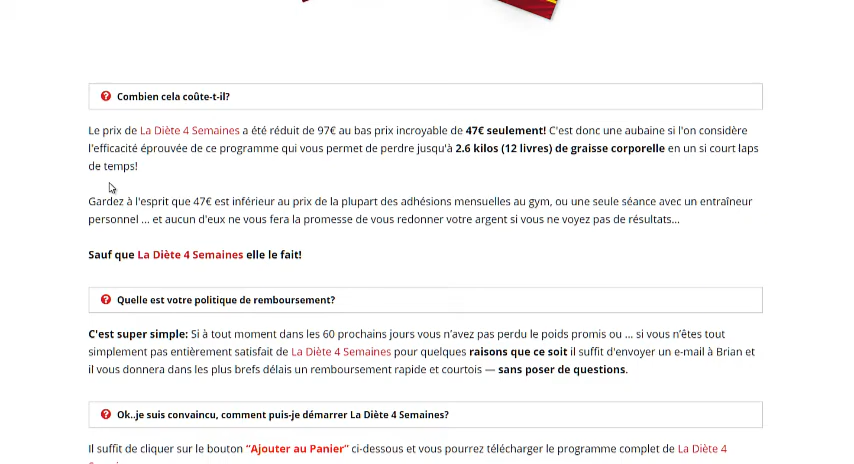 Combien cela coûte-t-il?
Le prix de La Diète 4 Semaines a été réduit de 97€ au bas prix incroyable de 47€ seulement! C'est donc une aubaine si l'on considère
l'efficacité éprouvée de ce programme qui vous permet de perdre jusqu'à 2.6 kilos (12 livres) de graisse corporelle en un si court laps
de temps!
Gardez à l'esprit que 47€ est inférieur au prix de la plupart des adhésions mensuelles au gym, ou une seule séance avec un entraîneur
personnel ... et aucun d'eux ne vous fera la promesse de vous redonner votre argent si vous ne voyez pas de résultats...
Sauf que La Diète 4 Semaines elle le fait!
Quelle est votre politique de remboursement?
C'est super simple: Si à tout moment dans les 60 prochains jours vous n'avez pas perdu le poids promis ou ... si vous n'êtes tout
simplement pas entièrement satisfait de La Diète 4 Semaines pour quelques raisons que ce soit il suffit d'envoyer un e-mail à Brian et
il vous donnera dans les plus brefs délais un remboursement rapide et courtois — sans poser de questions.
Ok..je suis convaincu, comment puis-je démarrer La Diète 4 Semaines?
Il suffit de cliquer sur le bouton "Ajouter au Panier" ci-dessous et vous pourrez télécharger le programme complet de La Diète 4